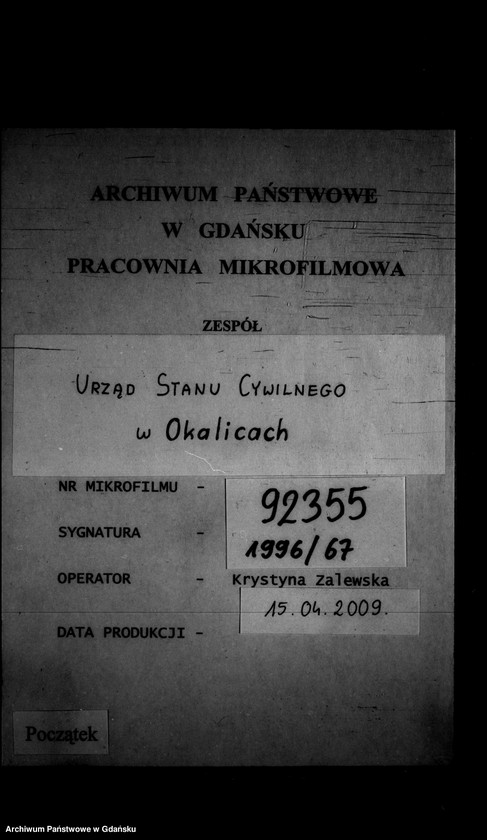 ARCHIWUM PAŃSTWOWE
W GDAŃSKU
PRACOWNIA MIKROFILMOWA
ZESPÓŁ
URZĄD STANU CYWILNEGO
w Okalicach
NR MIKROFILMU - 92355
SYGNATURA - 1996/67
OPERATOR - Krystyna Zalewska
DATA PRODUKCJI - 15.04.2009.
Początek
Archiwum Państwowe w Gdańsku